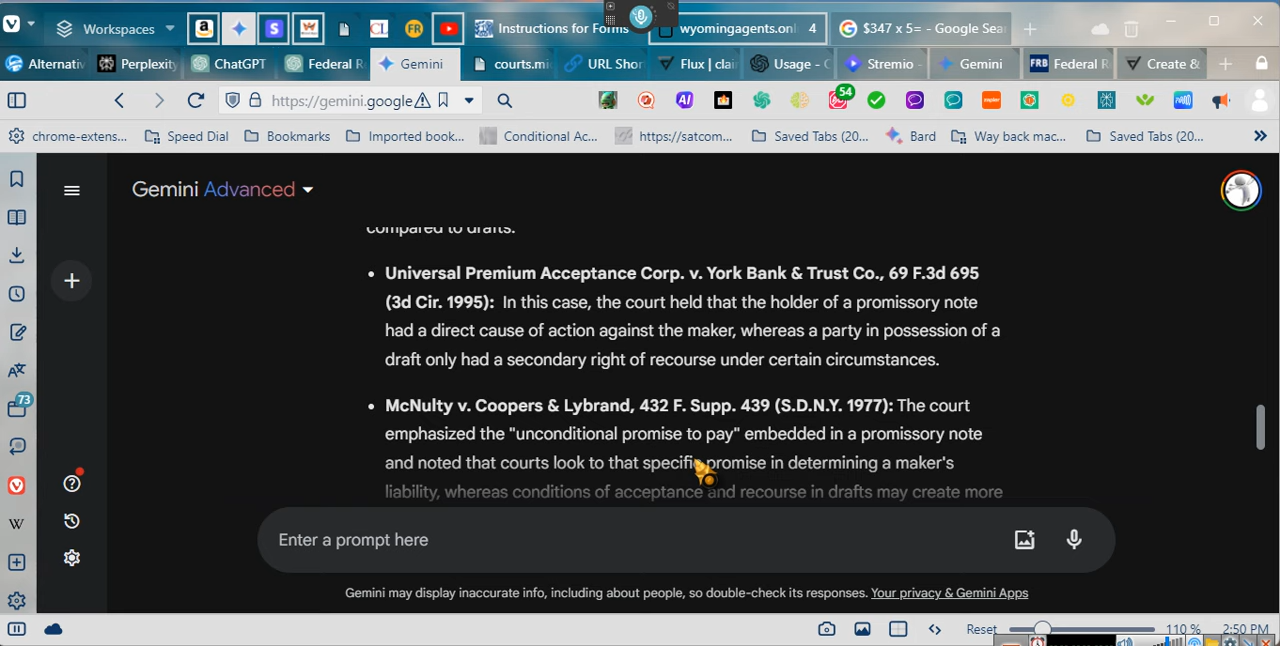 Workspaces
Instructions for Forms
wyomingagents.onl
4
$347 x 5= - Google Sea
Alternativ
Perplexity
ChatGPT
Federal R
Gemini
courts.mi
URL Shor
Flux | clai
Usage - C
Stremio -
Gemini
FRB
Federal R
Create &
https://gemini.google
54
chrome-extens...
Speed Dial
Bookmarks
Imported book...
Conditional Ac...
https://satcom...
Saved Tabs (20...
Bard
Way back mac...
Saved Tabs (20...
Gemini Advanced
compared to drafts.
• Universal Premium Acceptance Corp. v. York Bank & Trust Co., 69 F.3d 695
(3d Cir. 1995): In this case, the court held that the holder of a promissory note
had a direct cause of action against the maker, whereas a party in possession of a
draft only had a secondary right of recourse under certain circumstances.
• McNulty v. Coopers & Lybrand, 432 F. Supp. 439 (S.D.N.Y. 1977): The court
emphasized the "unconditional promise to pay" embedded in a promissory note
and noted that courts look to that specific promise in determining a maker's
liability, whereas conditions of acceptance and recourse in drafts may create more
73
Enter a prompt here
Gemini may display inaccurate info, including about people, so double-check its responses. Your privacy & Gemini Apps
Reset
110 %
2:50 PM